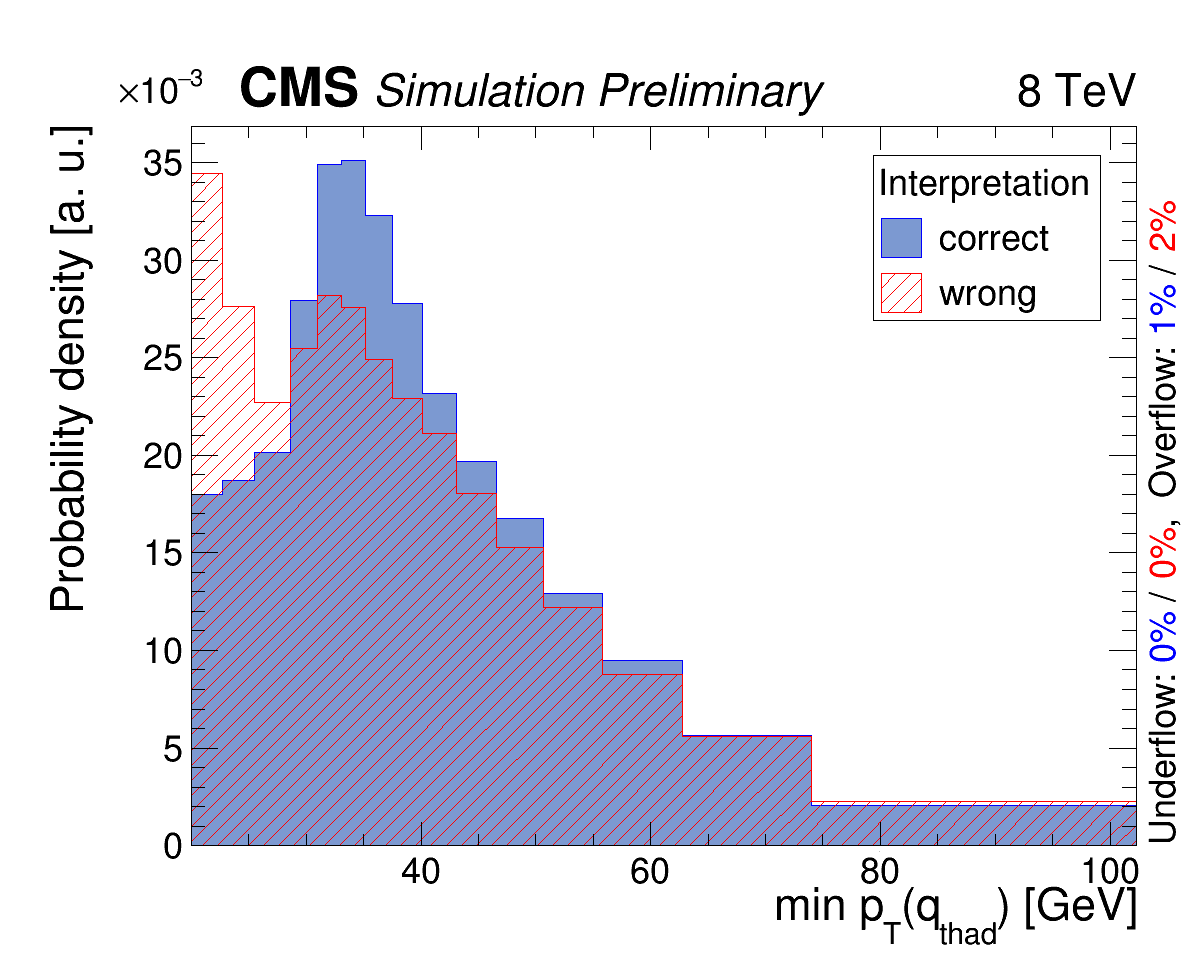 ×10⁻³ CMS Simulation Preliminary 8 TeV
Probability density [a. u.]
35
30
25
20
15
10
5
0
Interpretation
correct
wrong
40 60 80 100
min p_T(q_thad) [GeV]
Underflow: 0% / 0%, Overflow: 1% / 2%